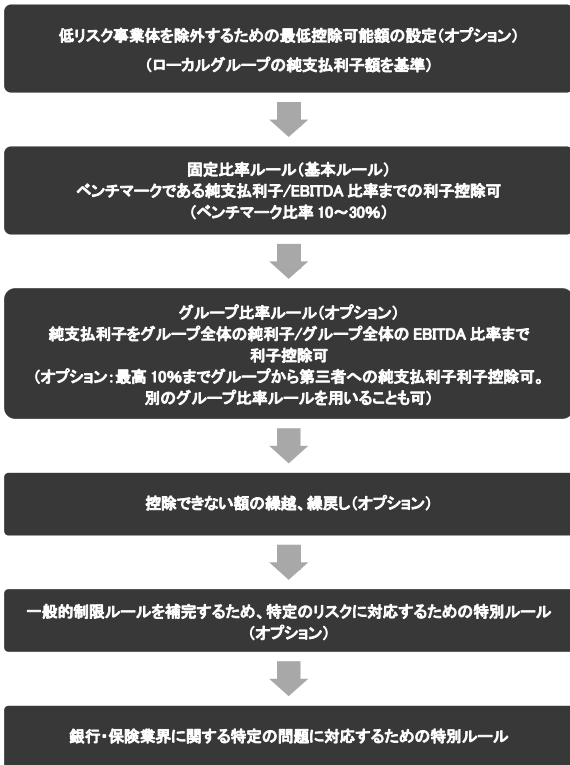 低リスク事業体を除外するための最低控除可能額の設定(オプション)
(ローカルグループの純支払利子額を基準)
固定比率ルール(基本ルール)
ベンチマークである純支払利子/EBITDA 比率までの利子控除可
(ベンチマーク比率 10～30%)
グループ比率ルール(オプション)
純支払利子をグループ全体の純利子/グループ全体の EBITDA 比率まで
利子控除可
(オプション：最高 10%までグループから第三者への純支払利子利子控除可。
別のグループ比率ルールを用いることも可)
控除できない額の繰越、繰戻し(オプション)
一般的制限ルールを補完するため、特定のリスクに対応するための特別ルール
(オプション)
銀行・保険業界に関する特定の問題に対応するための特別ルール